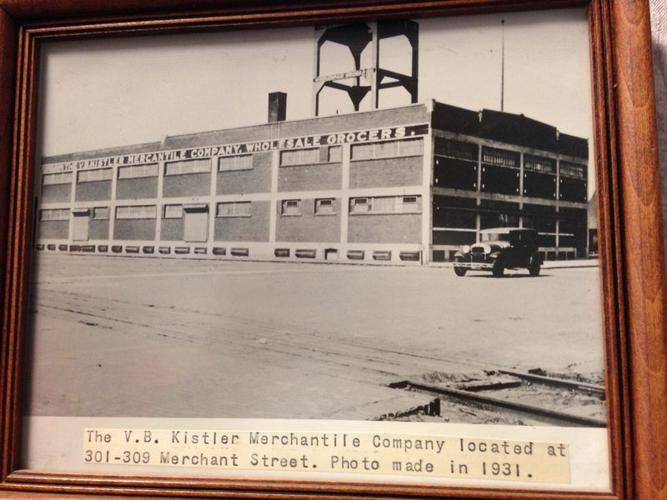 THE V.B. KISTLER MERCANTILE COMPANY, WHOLESALE GROCERS.
The V.B. Kistler Merchantile Company located at
301-309 Merchant Street. Photo made in 1931.